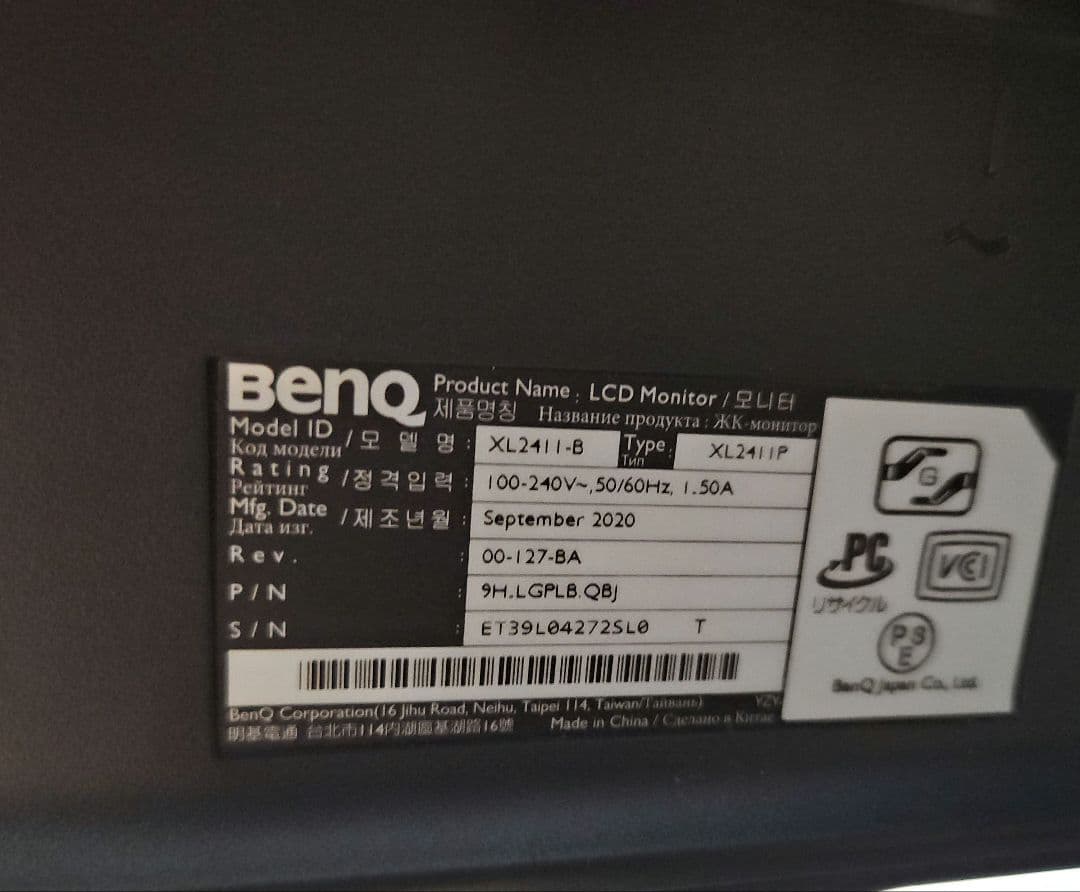 BenQ
Product Name : LCD Monitor / 모니터
제품명칭 Название продукта : ЖК-монитор
Model ID / 모 델 명 : XL2411-B Type : XL2411P
Код модели Тип
Rating / 정격입력 : 100-240V~,50/60Hz, 1.50A
Рейтинг
Mfg. Date / 제조년월 : September 2020
Дата изг.
Rev. : 00-127-BA
P/N : 9H.LGPLB.QBJ
S/N : ET39L04272SL0 T
BenQ Corporation(16 Jihu Road, Neihu, Taipei 114, Taiwan/Тайвань)
明基電通 台北市114內湖區基湖路16號 Made in China / Сделано в Китае
G
PC
リサイクル
VCCI
PS
E
BenQ Japan Co., Ltd.